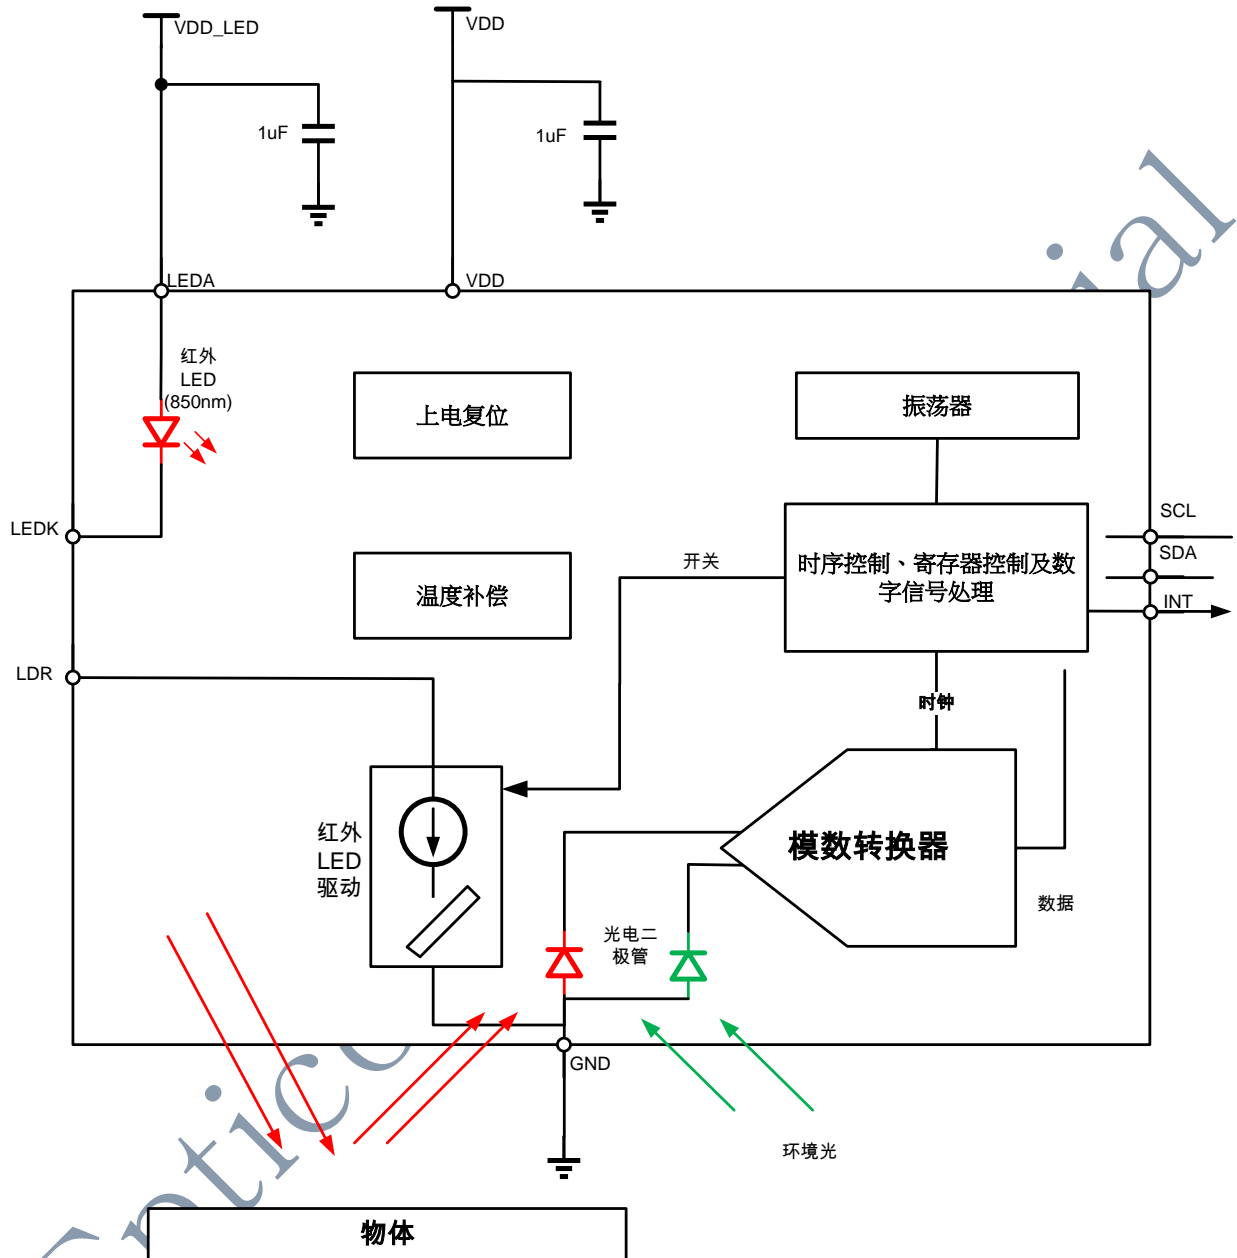 VDD_LED
VDD
1uF
1uF
LEDA
VDD
红外
LED
(850nm)
上电复位
振荡器
LEDK
SCL
时序控制、寄存器控制及数
字信号处理
开关
SDA
温度补偿
INT
LDR
时钟
红外
LED
驱动
模数转换器
数据
光电二
极管
GND
环境光
物体